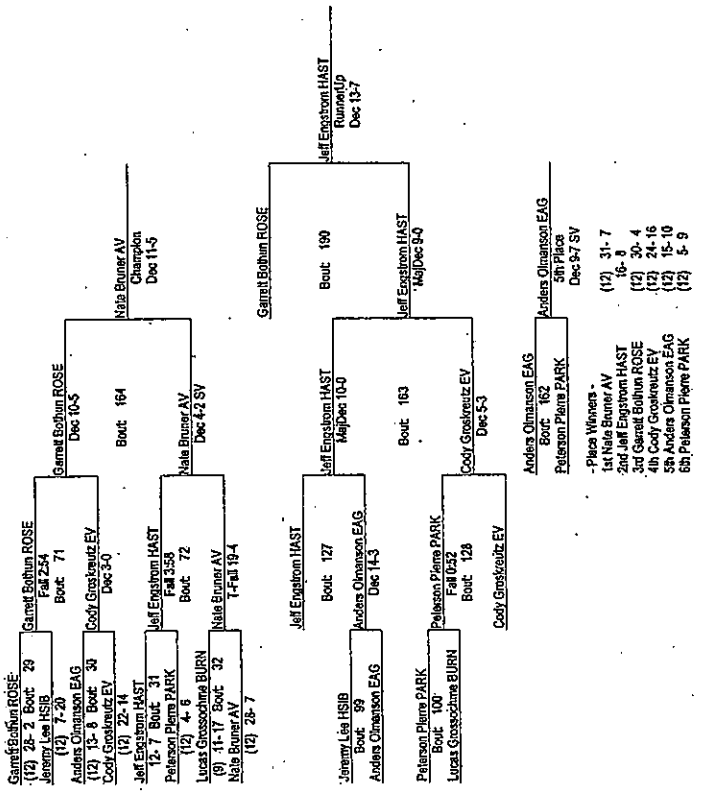 Garrett Bothun ROSE
(12) 28- 2 Bout: 29
Jeremy Lee HSIB
(12) 7-20
Anders Olmanson EAG
(12) 13- 8 Bout: 30
Cody Groskreutz EV
(12) 22-14
Jeff Engstrom HAST
12- 7 Bout: 31
Peterson Pierre PARK
(12) 4- 6
Lucas Grossochme BURN
(9) 11-17 Bout: 32
Nate Bruner AV
(12) 28- 7
Garrett Bothun ROSE
Fall 2:54
Bout: 71
Cody Groskreutz EV
Dec 3-0
Jeff Engstrom HAST
Fall 3:58
Bout: 72
Nate Bruner AV
T-Fall 19-4
Garrett Bothun ROSE
Dec 10-5
Bout: 164
Nate Bruner AV
Dec 4-2 SV
Nate Bruner AV
Champion
Dec 11-5
Jeremy Lee HSIB
Bout: 99
Anders Olmanson EAG
Peterson Pierre PARK
Bout: 100
Lucas Grossochme BURN
Jeff Engstrom HAST
Bout: 127
Anders Olmanson EAG
Dec 14-3
Peterson Pierre PARK
Fall 0:52
Bout: 128
Cody Groskreutz EV
Jeff Engstrom HAST
MajDec 10-0
Bout: 163
Cody Groskreutz EV
Dec 5-3
Garrett Bothun ROSE
Bout: 190
Jeff Engstrom HAST
MajDec 9-0
Jeff Engstrom HAST
RunnerUp
Dec 13-7
Anders Olmanson EAG
Bout: 162
Peterson Pierre PARK
Anders Olmanson EAG
5th Place
Dec 9-7 SV
- Place Winners -
1st Nate Bruner AV (12) 31- 7
2nd Jeff Engstrom HAST 16- 8
3rd Garrett Bothun ROSE (12) 30- 4
4th Cody Groskreutz EV (12) 24-16
5th Anders Olmanson EAG (12) 15-10
6th Peterson Pierre PARK (12) 5- 9